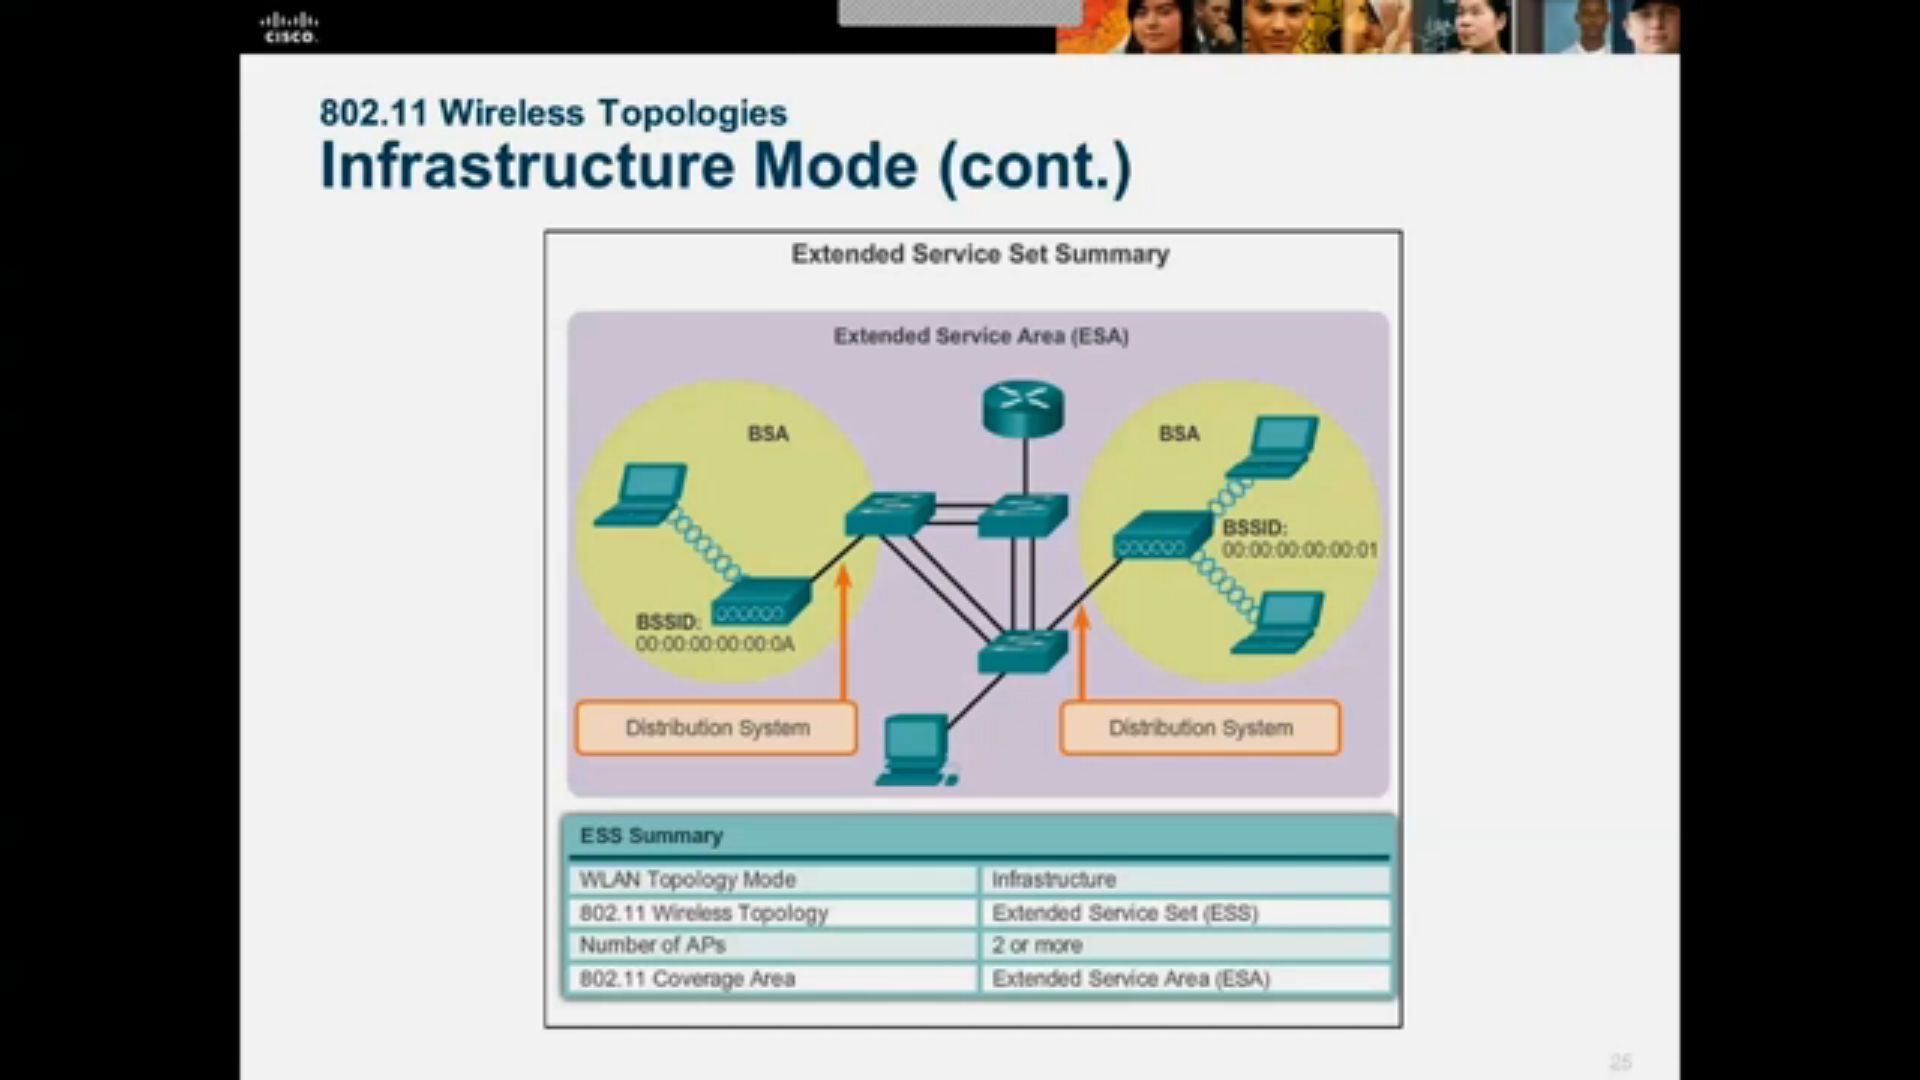 CISCO.
802.11 Wireless Topologies
Infrastructure Mode (cont.)
Extended Service Set Summary
Extended Service Area (ESA)
BSA
BSA
BSSID:
00:00:00:00:00:01
BSSID:
00:00:00:00:00:0A
Distribution System
Distribution System
ESS Summary
WLAN Topology Mode Infrastructure
802.11 Wireless Topology Extended Service Set (ESS)
Number of APs 2 or more
802.11 Coverage Area Extended Service Area (ESA)
25